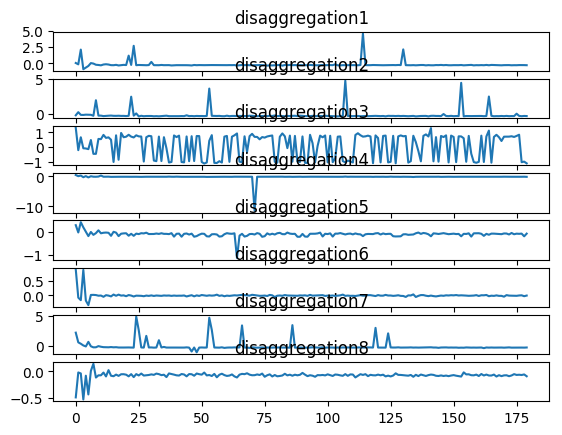 disaggregation1
5.0
2.5
0.0
disaggregation2
5
0
disaggregation3
1
0
−1
disaggregation4
0
−10
disaggregation5
0
−1
disaggregation6
0.5
0.0
disaggregation7
5
0
disaggregation8
0.0
−0.5
0 25 50 75 100 125 150 175